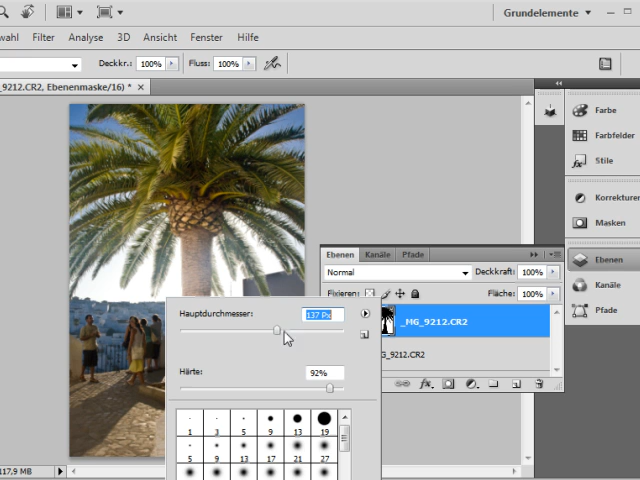 Grundelemente
wahl Filter Analyse 3D Ansicht Fenster Hilfe
Deckkr.: 100% Fluss: 100%
_9212.CR2, Ebenenmaske/16) *
Farbe
Farbfelder
Stile
Korrekturen
Masken
Ebenen
Kanäle
Pfade
Ebenen Kanäle Pfade
Normal Deckkraft: 100%
Fixieren: Fläche: 100%
_MG_9212.CR2
G_9212.CR2
Hauptdurchmesser: 137 Px
Härte: 92%
1 3 5 9 13 19
5 9 13 17 21 27
117,9 MB